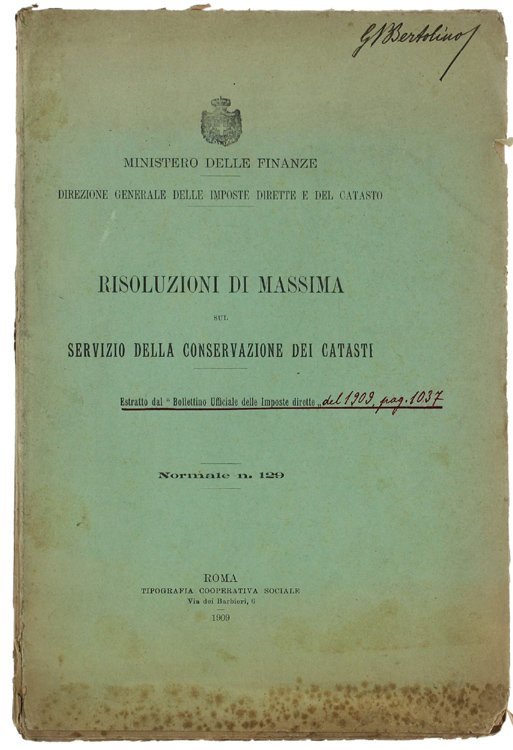 G B Bertolino
MINISTERO DELLE FINANZE
DIREZIONE GENERALE DELLE IMPOSTE DIRETTE E DEL CATASTO
RISOLUZIONI DI MASSIMA
SUL
SERVIZIO DELLA CONSERVAZIONE DEI CATASTI
Estratto dal “ Bollettino Ufficiale delle Imposte dirette „ del 1909, pag. 1037
Normale n. 129
ROMA
TIPOGRAFIA COOPERATIVA SOCIALE
Via dei Barbieri, 6
1909